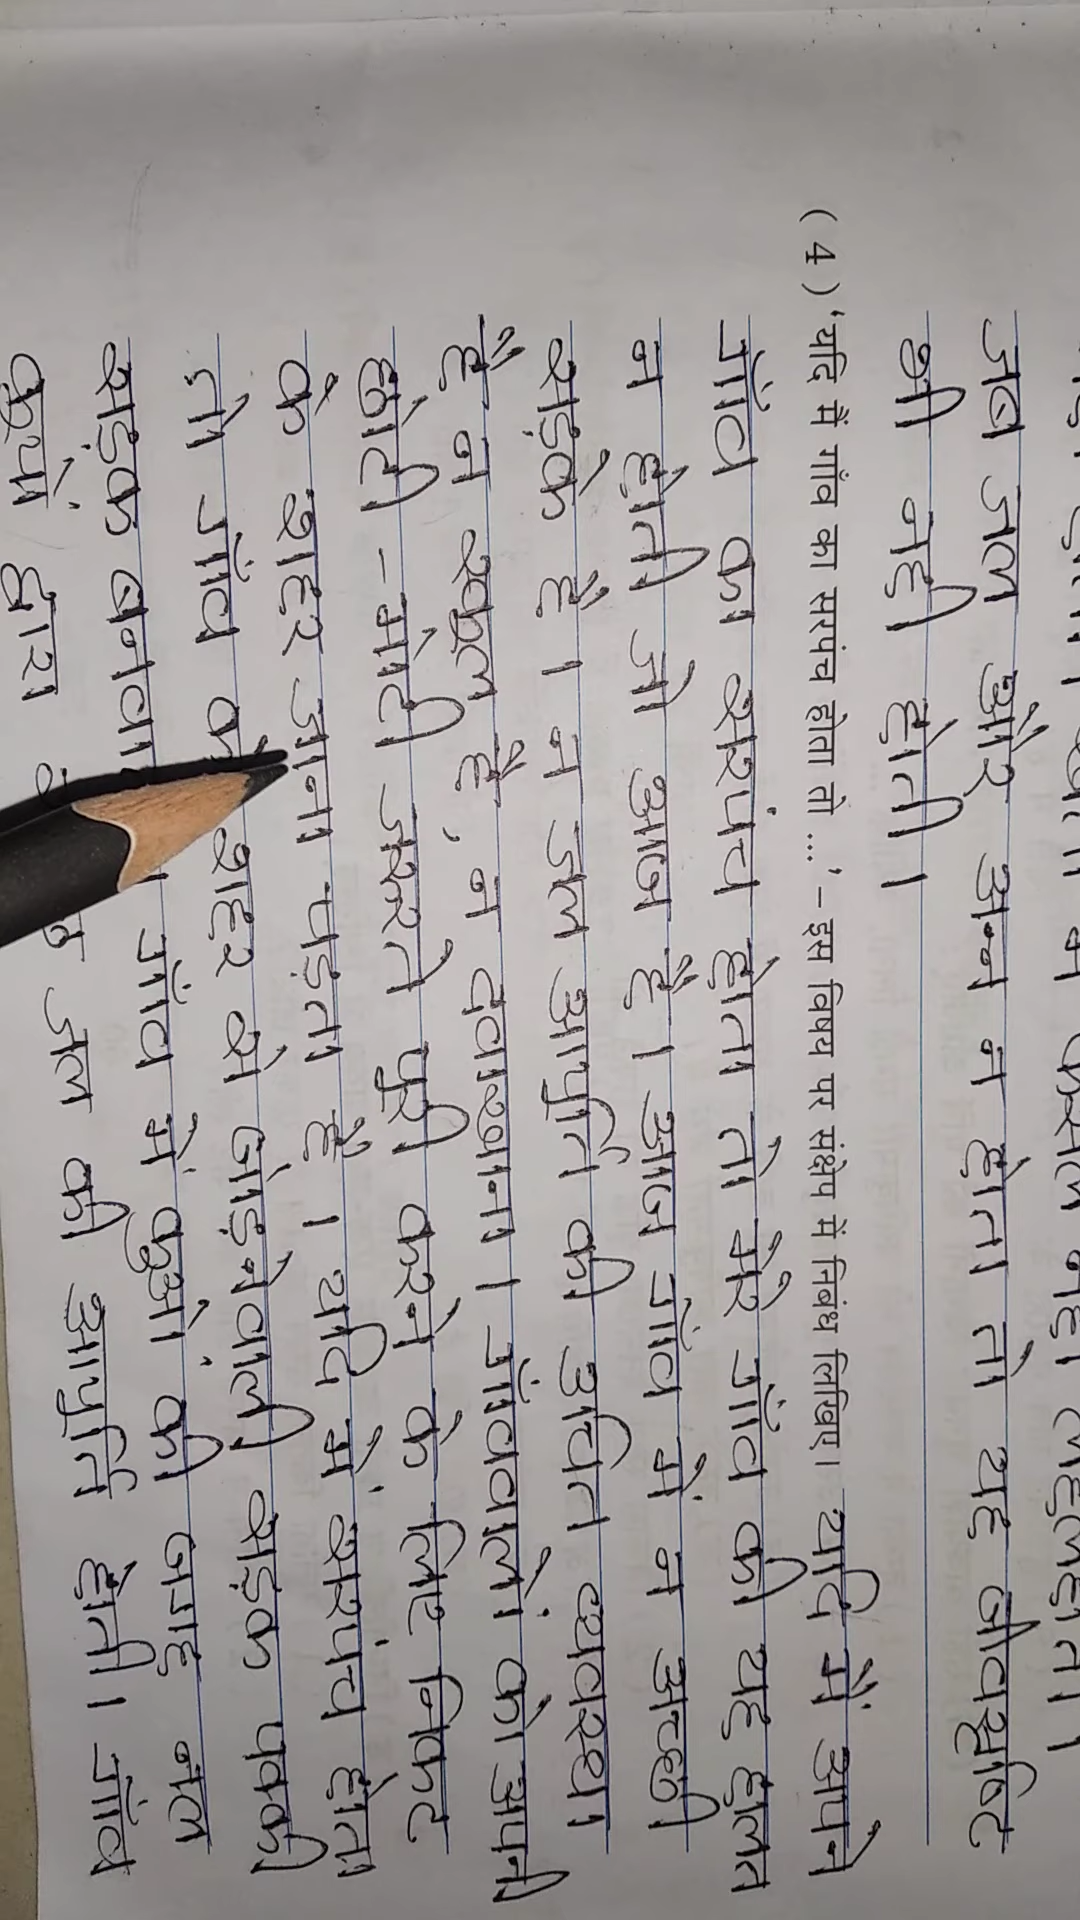 जब जल और अन्न न होता तो यह जीवसृष्टि
भी नहीं होती।
( 4 ) 'यदि मैं गांव का सरपंच होता तो...' – इस विषय पर संक्षेप में निबंध लिखिए। यदि मैं अपने
गाँव का सरपंच होता तो मेरे गाँव की यह हालत
न होती जो आज है। आज गाँव में न अच्छी
सड़कें है। न जल आपूर्ति की उचित व्यवस्था
है न स्कूल है, न दवाखाना। गाँववालों को अपनी
छोटी-मोटी जरूरते पूरी करने के लिए निकट
के शहर जाना पड़ता है। यदि मैं सरपंच होता
तो गाँव को शहर से जोड़नेवाली सड़क पक्की
सड़क बनवाता गाँव में कुओं की जगह नल
जल की आपूर्ति होती। गाँव